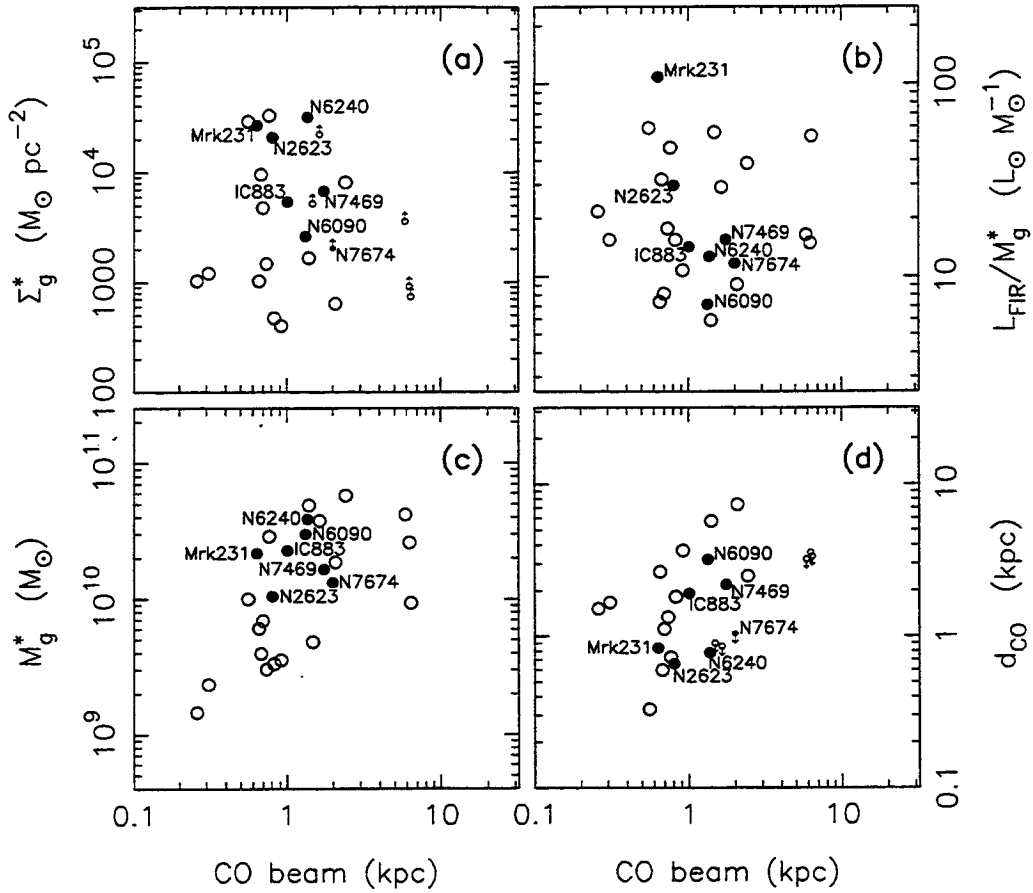 (a)
10⁵
10⁴
1000
100
Σ*g (M⊙ pc⁻²)
N6240
Mrk231
N2623
IC883
N7469
N6090
N7674
(b)
Mrk231
N2623
N7469
IC883
N6240
N7674
N6090
100
10
L_FIR/M*g (L⊙ M⊙⁻¹)
(c)
10¹¹
10¹⁰
10⁹
M*g (M⊙)
N6240
N6090
Mrk231
IC883
N7469
N7674
N2623
0.1 1 10
CO beam (kpc)
(d)
N6090
N7469
IC883
N7674
Mrk231
N6240
N2623
10
1
0.1
d_CO (kpc)
0.1 1 10
CO beam (kpc)